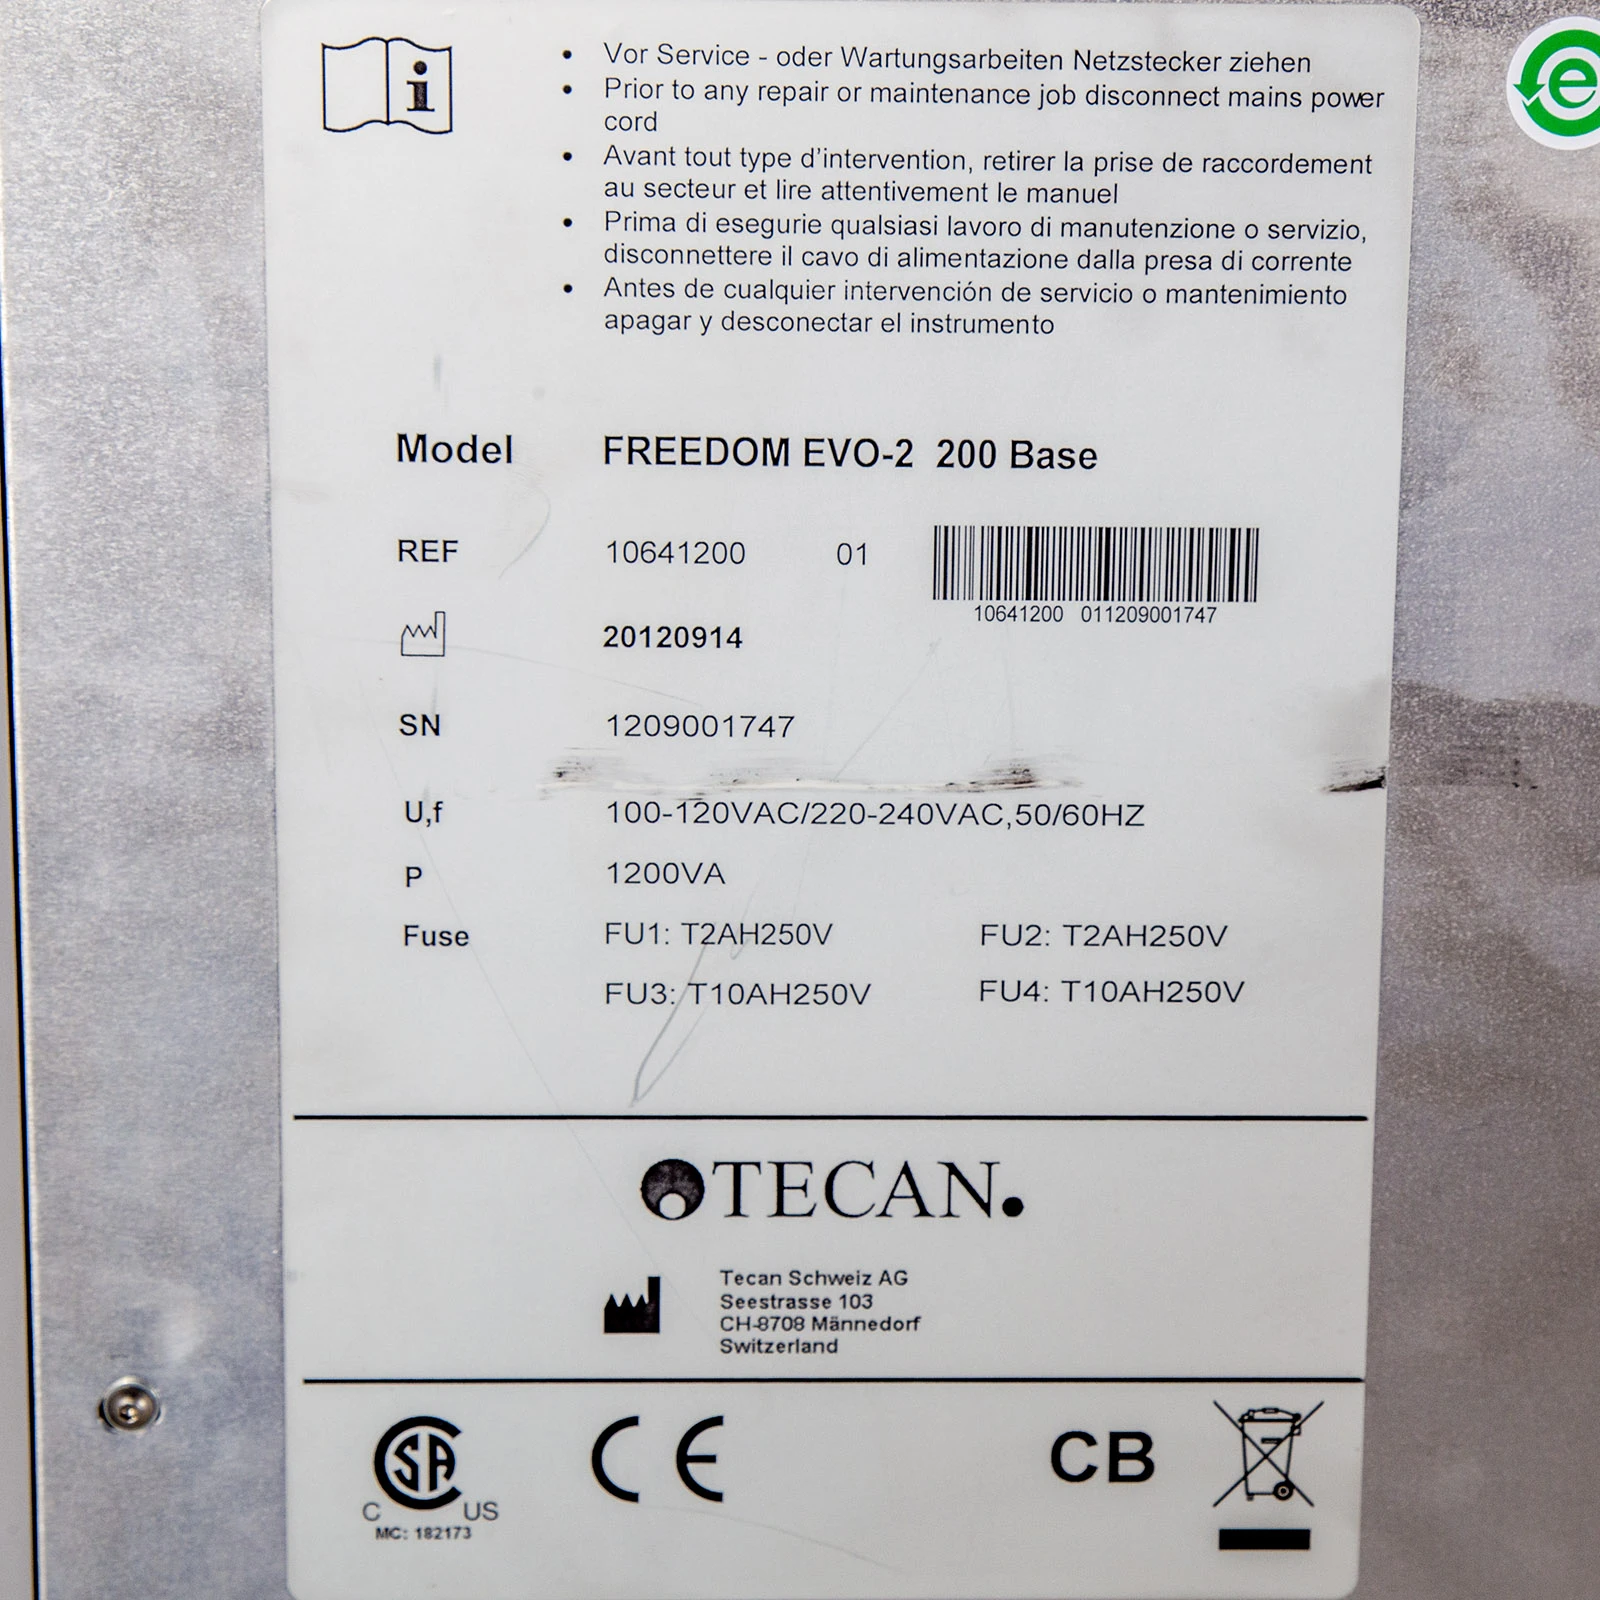 • Vor Service - oder Wartungsarbeiten Netzstecker ziehen
• Prior to any repair or maintenance job disconnect mains power
cord
• Avant tout type d'intervention, retirer la prise de raccordement
au secteur et lire attentivement le manuel
• Prima di esegurie qualsiasi lavoro di manutenzione o servizio,
disconnettere il cavo di alimentazione dalla presa di corrente
• Antes de cualquier intervención de servicio o mantenimiento
apagar y desconectar el instrumento
Model FREEDOM EVO-2 200 Base
REF 10641200 01
10641200 011209001747
20120914
SN 1209001747
U,f 100-120VAC/220-240VAC,50/60HZ
P 1200VA
Fuse FU1: T2AH250V FU2: T2AH250V
FU3: T10AH250V FU4: T10AH250V
TECAN.
Tecan Schweiz AG
Seestrasse 103
CH-8708 Männedorf
Switzerland
CSA CE CB
C US
MC: 182173
e